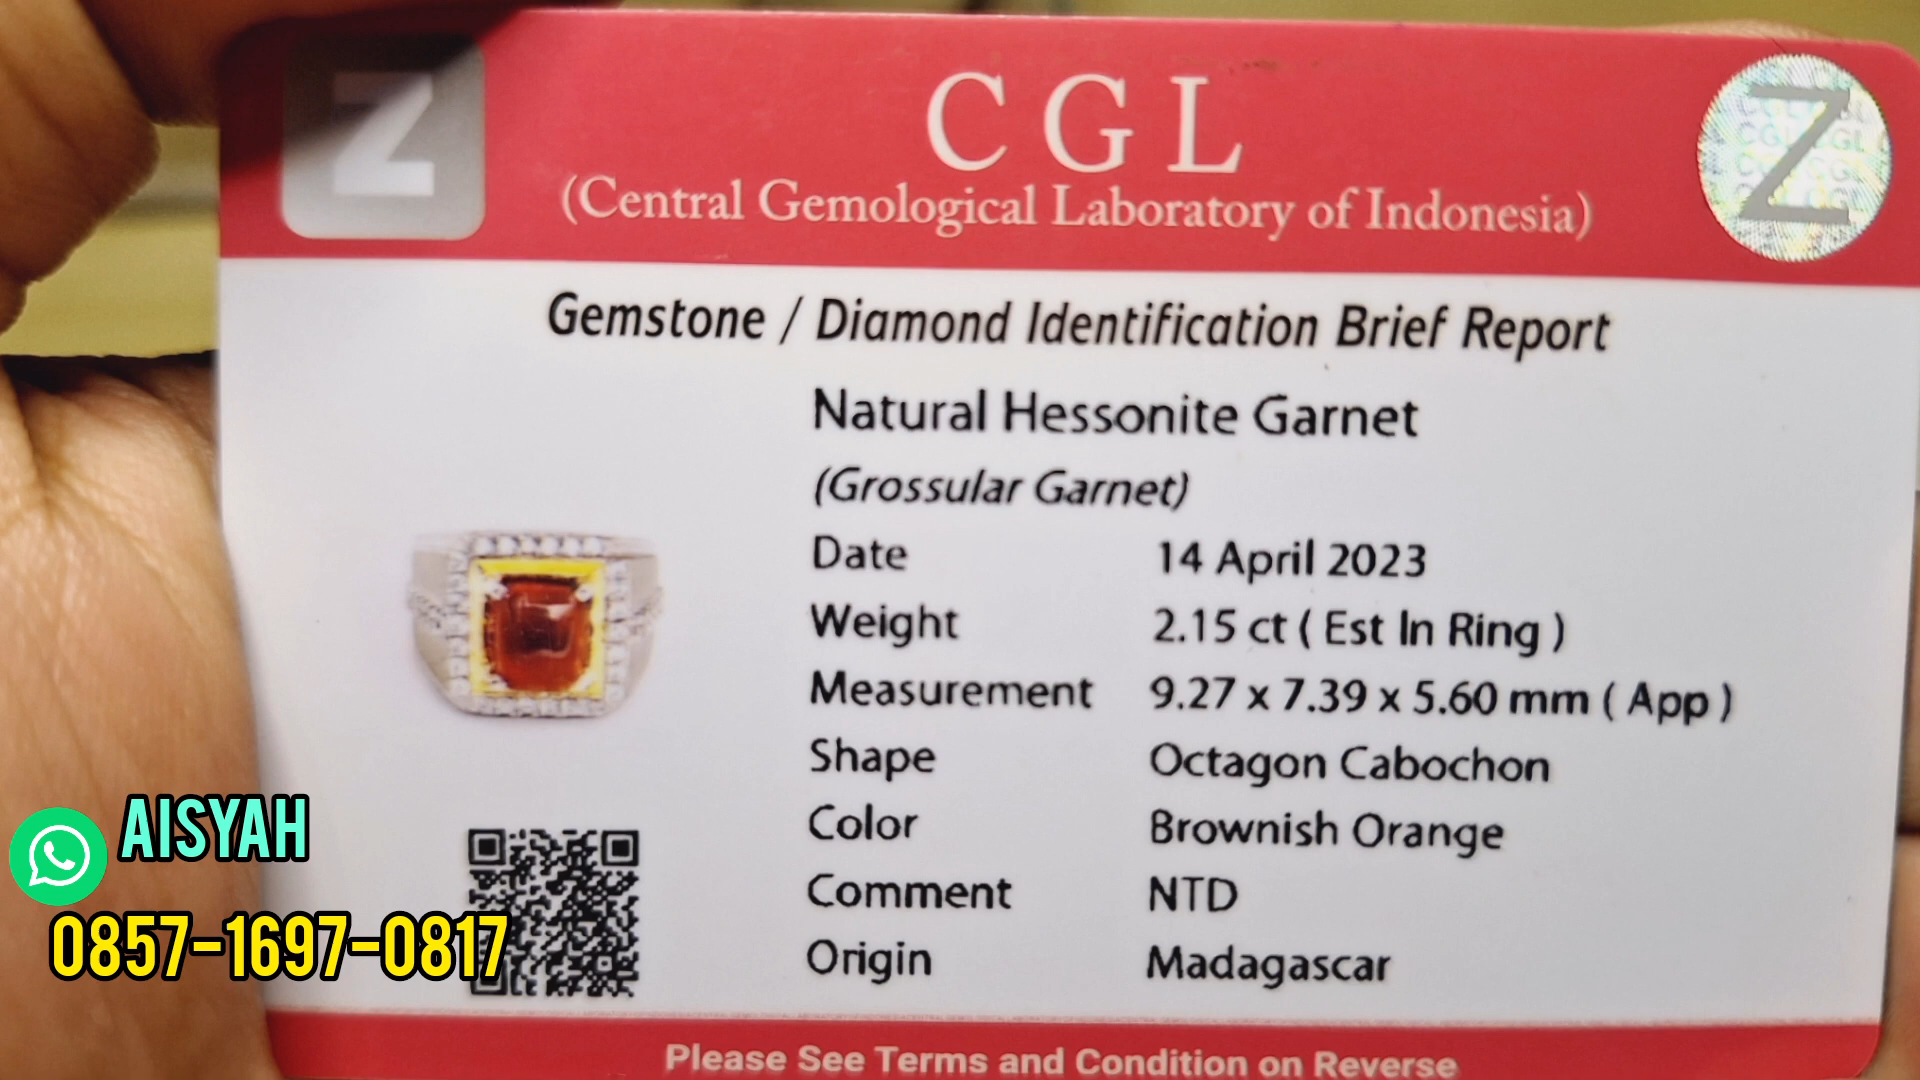 Z
C G L
Z
(Central Gemological Laboratory of Indonesia)
Gemstone / Diamond Identification Brief Report
Natural Hessonite Garnet
(Grossular Garnet)
Date 14 April 2023
Weight 2.15 ct ( Est In Ring )
Measurement 9.27 x 7.39 x 5.60 mm ( App )
Shape Octagon Cabochon
Color Brownish Orange
Comment NTD
Origin Madagascar
AISYAH
0857-1697-0817
Please See Terms and Condition on Reverse